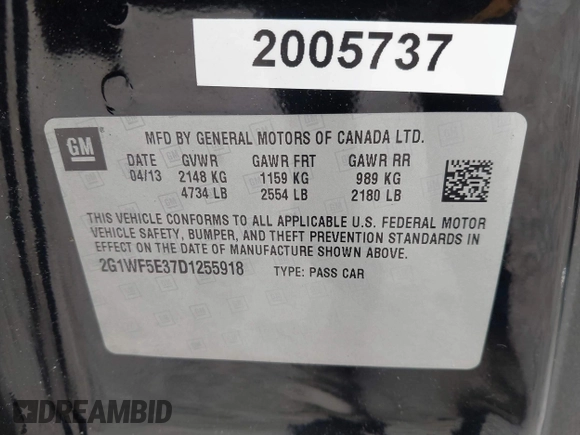 2005737
GM
MFD BY GENERAL MOTORS OF CANADA LTD.
DATE GVWR GAWR FRT GAWR RR
04/13 2148 KG 1159 KG 989 KG
4734 LB 2554 LB 2180 LB
THIS VEHICLE CONFORMS TO ALL APPLICABLE U.S. FEDERAL MOTOR
VEHICLE SAFETY, BUMPER, AND THEFT PREVENTION STANDARDS IN
EFFECT ON THE DATE OF MANUFACTURE SHOWN ABOVE.
2G1WF5E37D1255918 TYPE: PASS CAR
DREAMBID